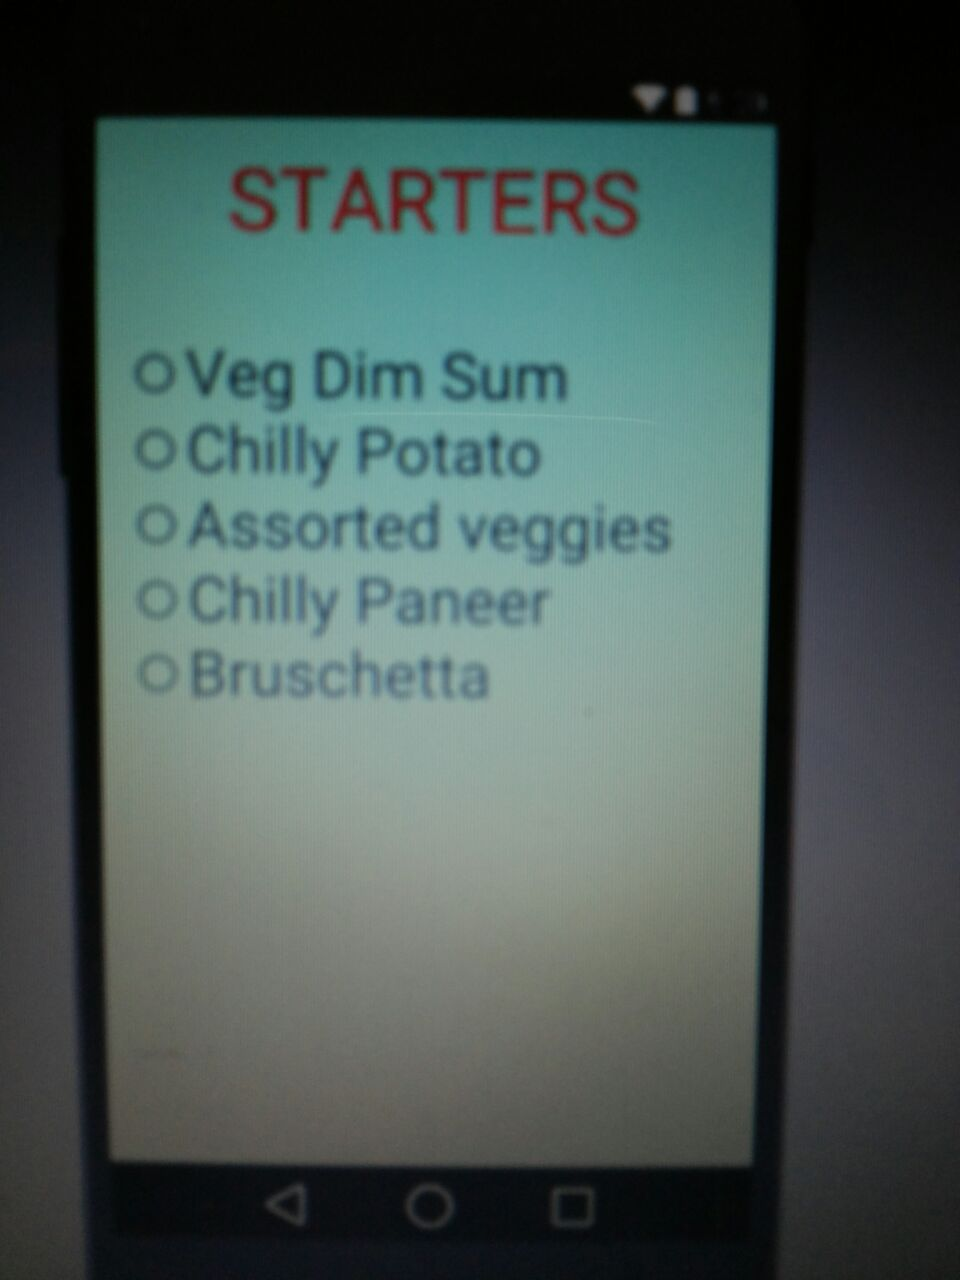 STARTERS
Veg Dim Sum
Chilly Potato
Assorted veggies
Chilly Paneer
Bruschetta